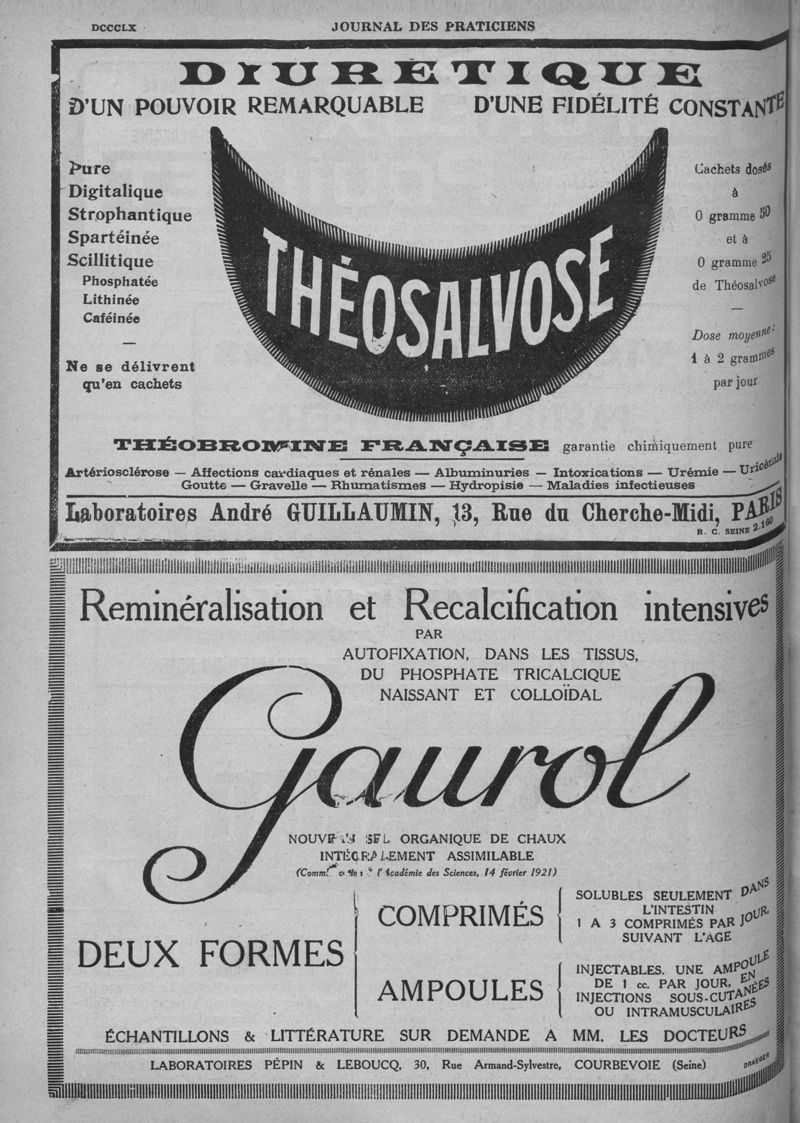 DCCCLX
JOURNAL DES PRATICIENS
DIURÉTIQUE
D'UN POUVOIR REMARQUABLE D'UNE FIDÉLITÉ CONSTANTE
Pure
Digitalique
Strophantique
Spartéinée
Scillitique
Phosphatée
Lithinée
Caféinée
—
Ne se délivrent
qu'en cachets
THÉOSALVOSE
Cachets dosés
à
0 gramme 50
et à
0 gramme 25
de Théosalvose
—
Dose moyenne :
1 à 2 grammes
par jour
THÉOBROMINE FRANÇAISE garantie chimiquement pure
Artériosclérose — Affections cardiaques et rénales — Albuminuries — Intoxications — Urémie — Uricémie
Goutte — Gravelle — Rhumatismes — Hydropisie — Maladies infectieuses
Laboratoires André GUILLAUMIN, 13, Rue du Cherche-Midi, PARIS
R. C. SEINE 2.160
Reminéralisation et Recalcification intensives
PAR
AUTOFIXATION, DANS LES TISSUS,
DU PHOSPHATE TRICALCIQUE
NAISSANT ET COLLOÏDAL
Gaurol
NOUVEAU SEL ORGANIQUE DE CHAUX
INTÉGRALEMENT ASSIMILABLE
(Comm. l'Académie des Sciences, 14 février 1921)
DEUX FORMES
COMPRIMÉS
SOLUBLES SEULEMENT DANS
L'INTESTIN
1 A 3 COMPRIMÉS PAR JOUR,
SUIVANT L'AGE
AMPOULES
INJECTABLES. UNE AMPOULE
DE 1 cc. PAR JOUR, EN
INJECTIONS SOUS-CUTANÉES
OU INTRAMUSCULAIRES
ÉCHANTILLONS & LITTÉRATURE SUR DEMANDE A MM. LES DOCTEURS
LABORATOIRES PÉPIN & LEBOUCQ, 30, Rue Armand-Sylvestre, COURBEVOIE (Seine)
DRAEGER